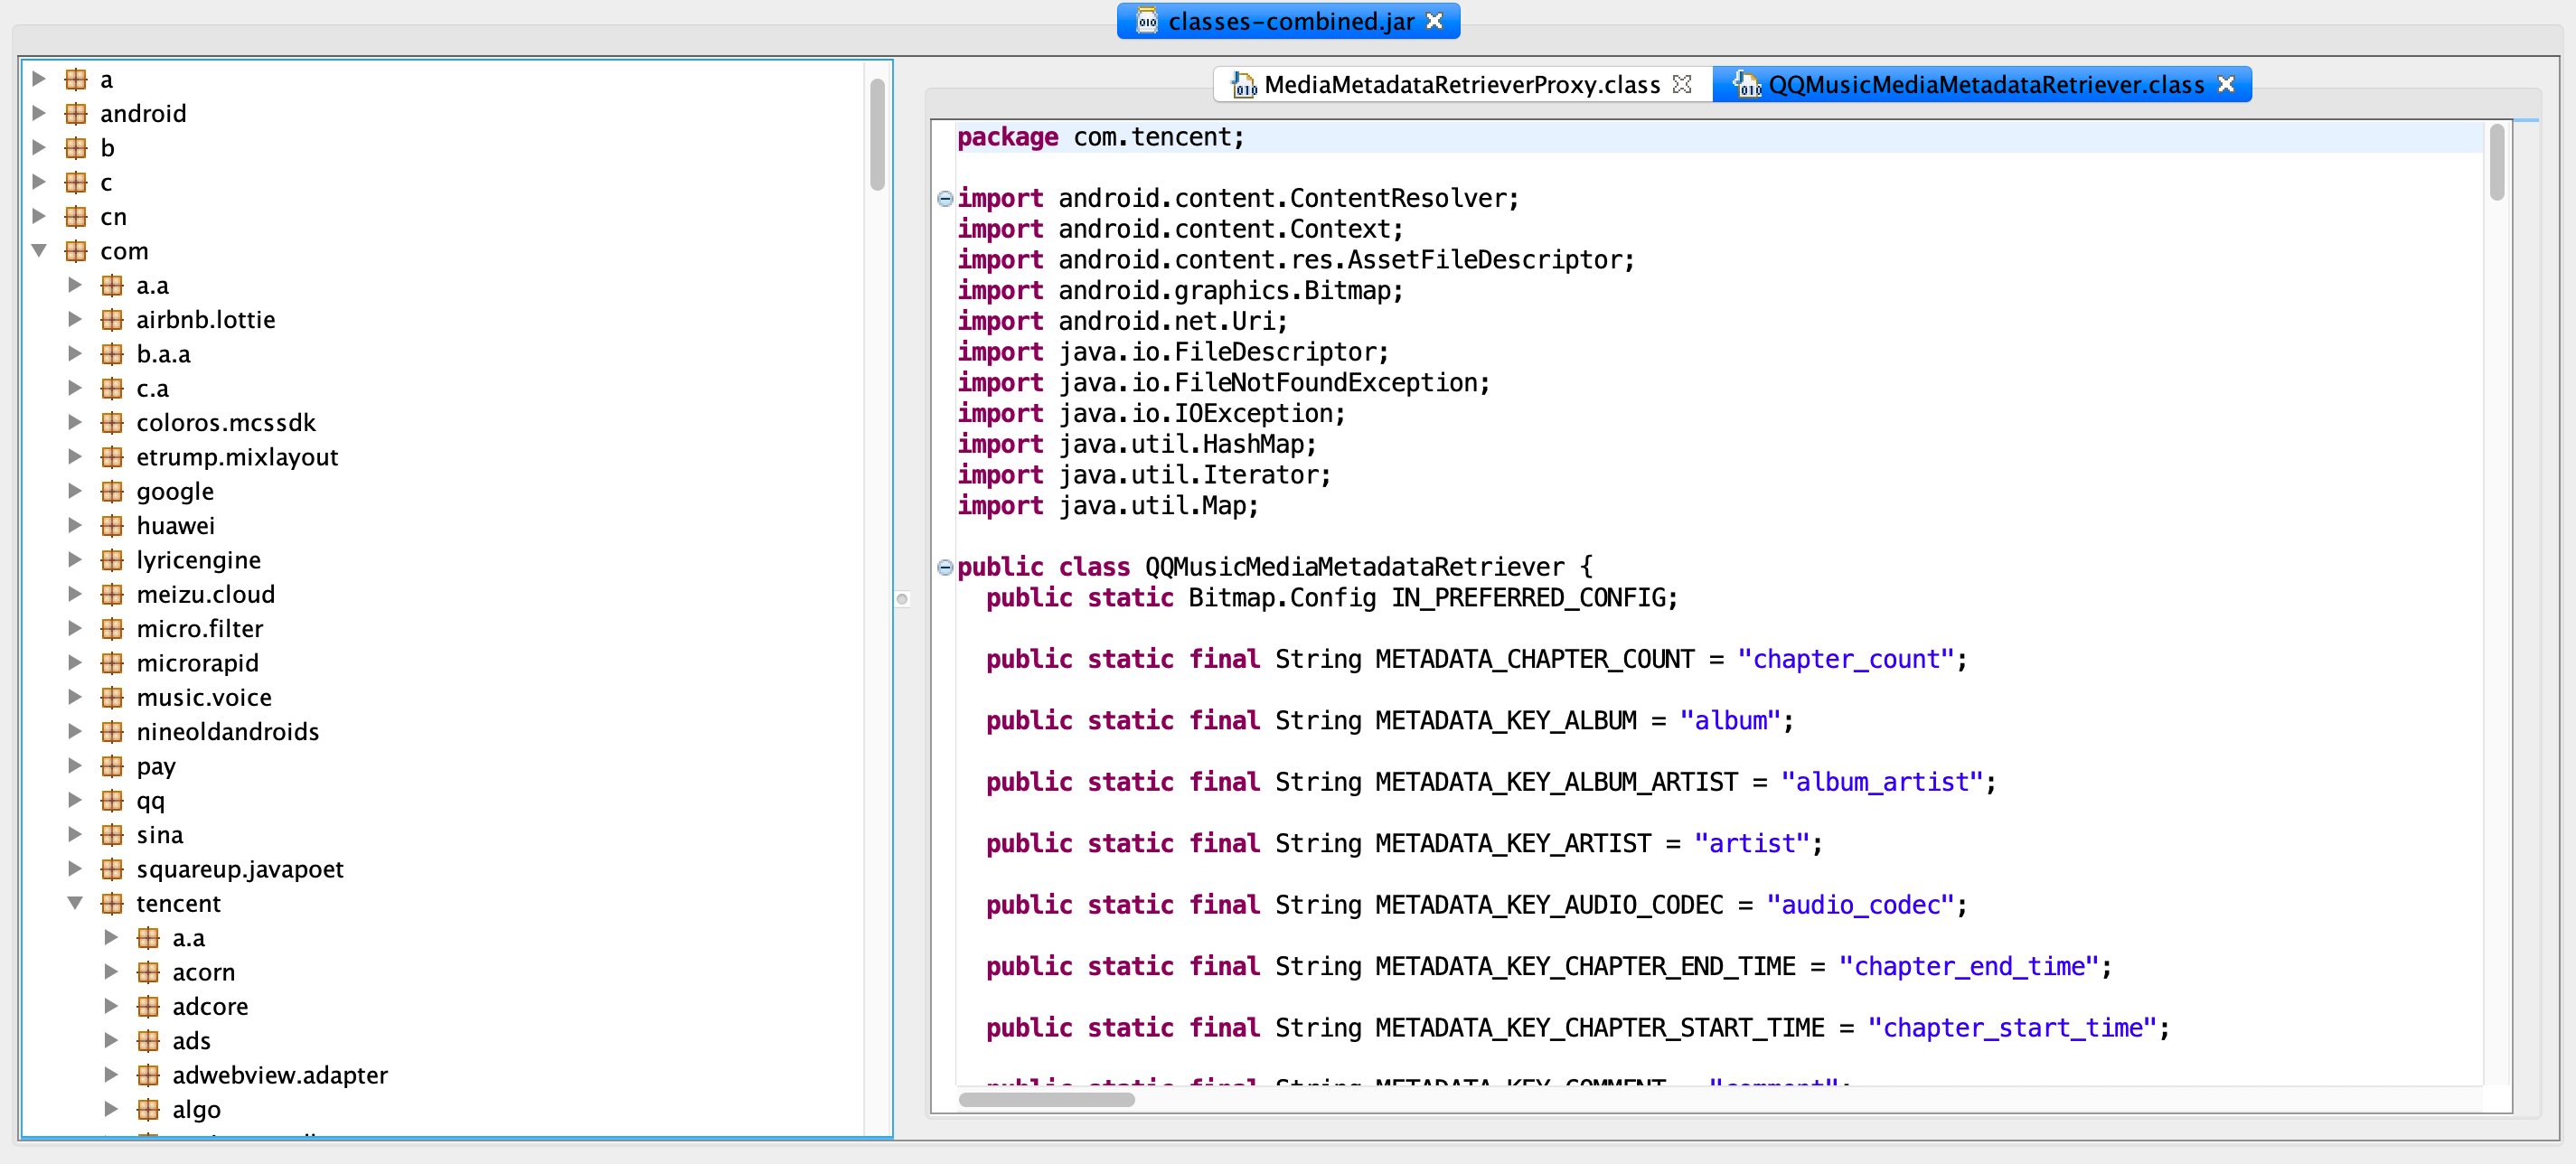 classes-combined.jar
a
android
b
c
cn
com
a.a
airbnb.lottie
b.a.a
c.a
coloros.mcssdk
etrump.mixlayout
google
huawei
lyricengine
meizu.cloud
micro.filter
microrapid
music.voice
nineoldandroids
pay
qq
sina
squareup.javapoet
tencent
a.a
acorn
adcore
ads
adwebview.adapter
algo
MediaMetadataRetrieverProxy.class
QQMusicMediaMetadataRetriever.class
package com.tencent;
import android.content.ContentResolver;
import android.content.Context;
import android.content.res.AssetFileDescriptor;
import android.graphics.Bitmap;
import android.net.Uri;
import java.io.FileDescriptor;
import java.io.FileNotFoundException;
import java.io.IOException;
import java.util.HashMap;
import java.util.Iterator;
import java.util.Map;
public class QQMusicMediaMetadataRetriever {
public static Bitmap.Config IN_PREFERRED_CONFIG;
public static final String METADATA_CHAPTER_COUNT = "chapter_count";
public static final String METADATA_KEY_ALBUM = "album";
public static final String METADATA_KEY_ALBUM_ARTIST = "album_artist";
public static final String METADATA_KEY_ARTIST = "artist";
public static final String METADATA_KEY_AUDIO_CODEC = "audio_codec";
public static final String METADATA_KEY_CHAPTER_END_TIME = "chapter_end_time";
public static final String METADATA_KEY_CHAPTER_START_TIME = "chapter_start_time";
public static final String METADATA_KEY_COMMENT = "comment";